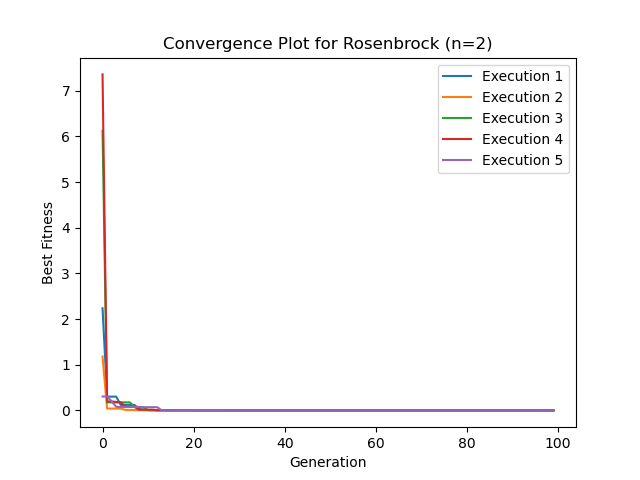 Convergence Plot for Rosenbrock (n=2)
Execution 1
Execution 2
Execution 3
Execution 4
Execution 5
Best Fitness
7
6
5
4
3
2
1
0
0 20 40 60 80 100
Generation